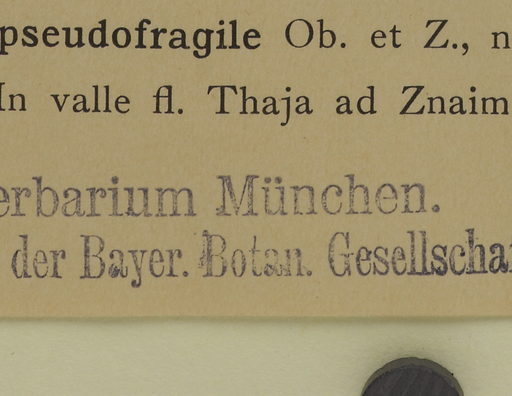 pseudofragile Ob. et Z., n
In valle fl. Thaja ad Znaim
erbarium München.
der Bayer. Botan. Gesellscha